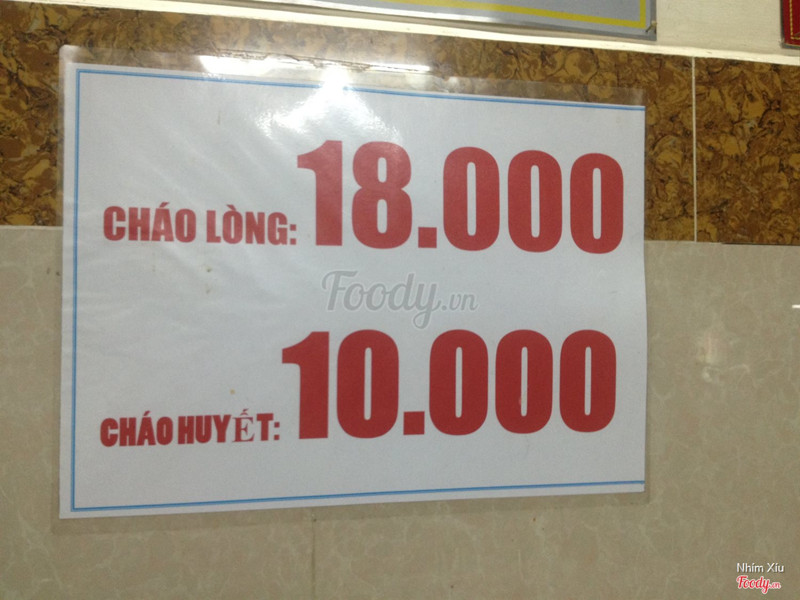 CHÁO LÒNG: 18.000
Foody.vn
CHÁO HUYẾT: 10.000
Nhím Xíu
Foody.vn